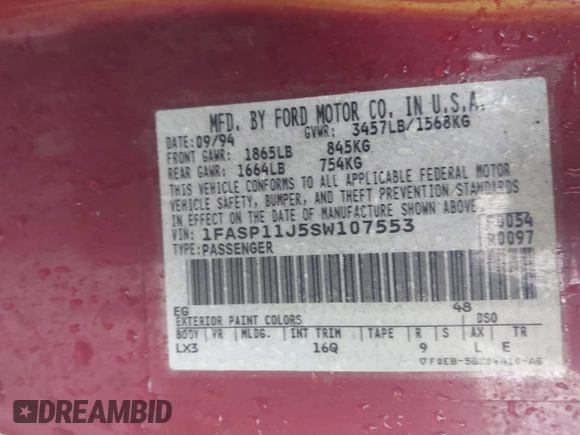 MFD. BY FORD MOTOR CO. IN U.S.A.
DATE: 09/94 GVWR: 3457LB/1568KG
FRONT GAWR: 1865LB 845KG
REAR GAWR: 1664LB 754KG
THIS VEHICLE CONFORMS TO ALL APPLICABLE FEDERAL MOTOR
VEHICLE SAFETY, BUMPER, AND THEFT PREVENTION STANDARDS
IN EFFECT ON THE DATE OF MANUFACTURE SHOWN ABOVE.
VIN: 1FASP11J5SW107553 F0054
TYPE: PASSENGER R0097
EG 48
EXTERIOR PAINT COLORS DSO
BODY VR MLDG. INT TRIM TAPE R S AX TR
LX3 16Q 9 L E
DREAMBID